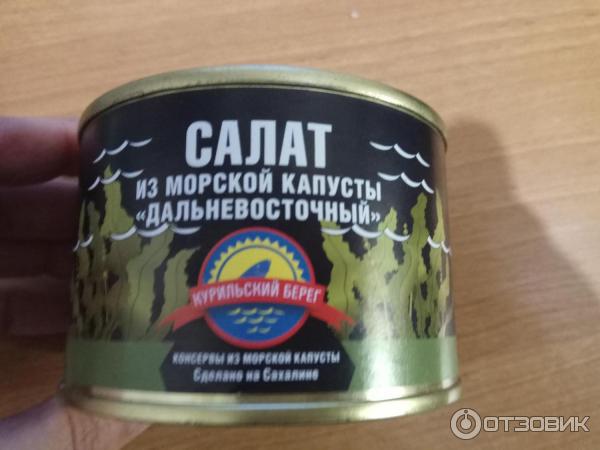 САЛАТ
ИЗ МОРСКОЙ КАПУСТЫ
«ДАЛЬНЕВОСТОЧНЫЙ»
КУРИЛЬСКИЙ БЕРЕГ
КОНСЕРВЫ ИЗ МОРСКОЙ КАПУСТЫ
Сделано на Сахалине
ОТЗОВИК